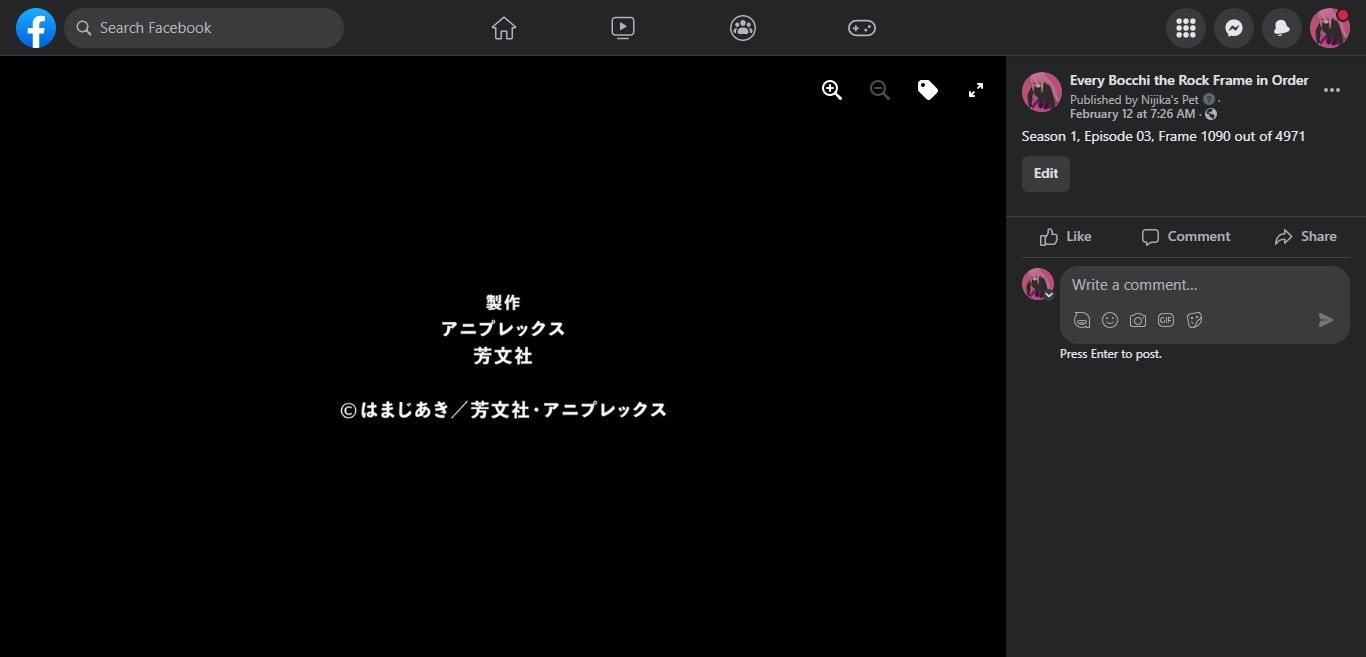 Search Facebook
Every Bocchi the Rock Frame in Order
Published by Nijika's Pet ·
February 12 at 7:26 AM ·
Season 1, Episode 03, Frame 1090 out of 4971
Edit
Like Comment Share
Write a comment...
GIF
Press Enter to post.
製作
アニプレックス
芳文社
©はまじあき／芳文社・アニプレックス